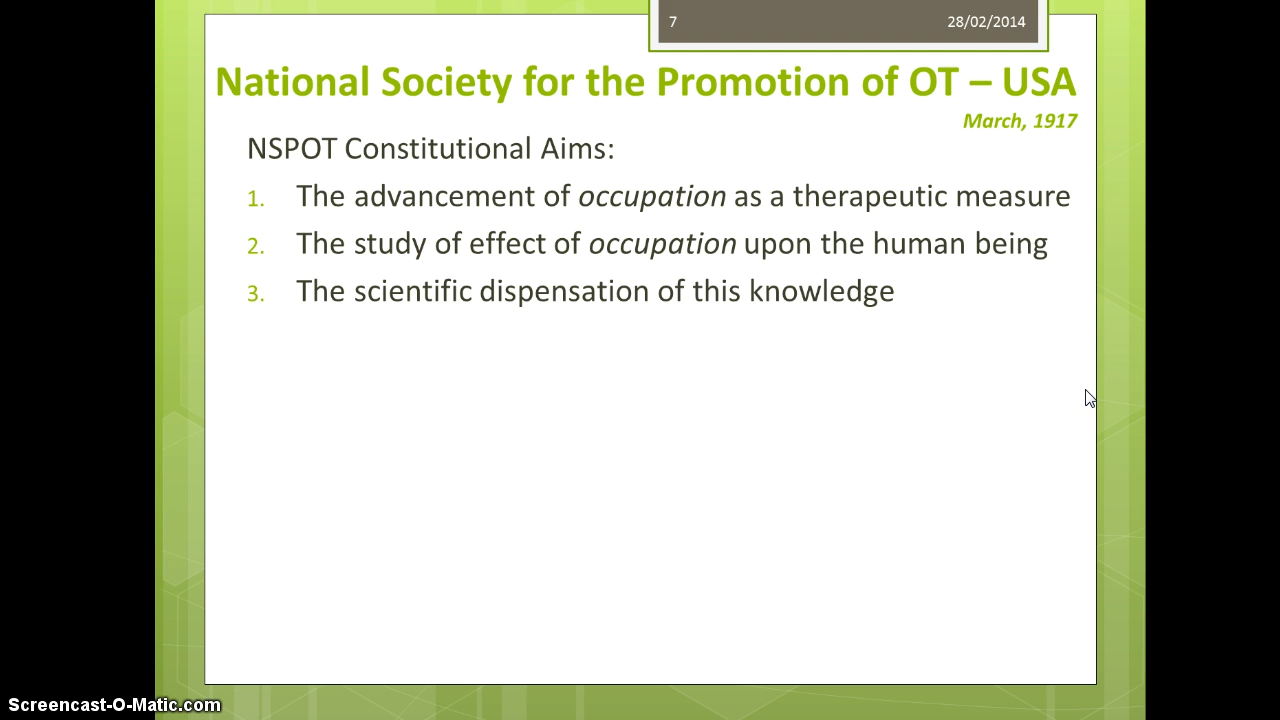 7 28/02/2014
National Society for the Promotion of OT – USA
March, 1917
NSPOT Constitutional Aims:
1. The advancement of occupation as a therapeutic measure
2. The study of effect of occupation upon the human being
3. The scientific dispensation of this knowledge
Screencast-O-Matic.com